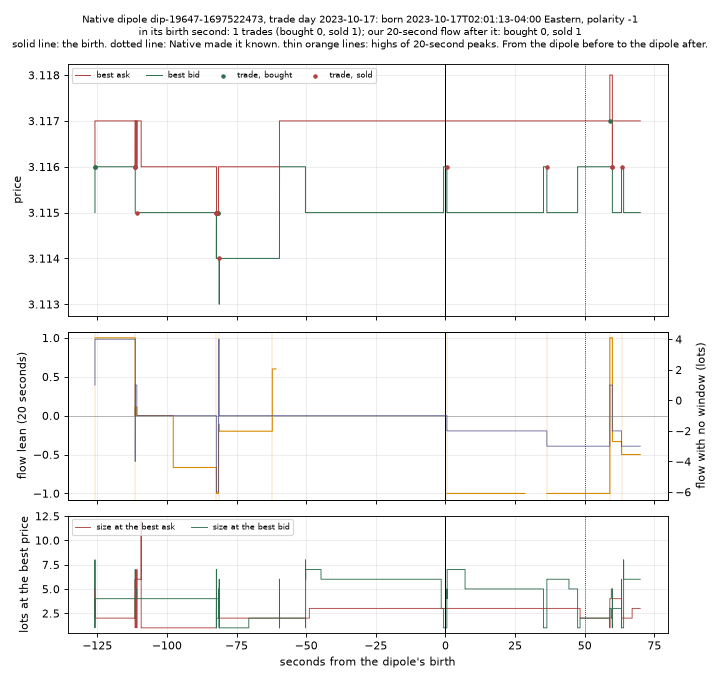 Native dipole dip-19647-1697522473, trade day 2023-10-17: born 2023-10-17T02:01:13-04:00 Eastern, polarity -1
in its birth second: 1 trades (bought 0, sold 1); our 20-second flow after it: bought 0, sold 1
solid line: the birth. dotted line: Native made it known. thin orange lines: highs of 20-second peaks. From the dipole before to the dipole after.
best ask
best bid
trade, bought
trade, sold
3.118
3.117
3.116
3.115
3.114
3.113
price
1.0
0.5
0.0
−0.5
−1.0
flow lean (20 seconds)
4
2
0
−2
−4
−6
flow with no window (lots)
size at the best ask
size at the best bid
12.5
10.0
7.5
5.0
2.5
lots at the best price
−125
−100
−75
−50
−25
0
25
50
75
seconds from the dipole's birth